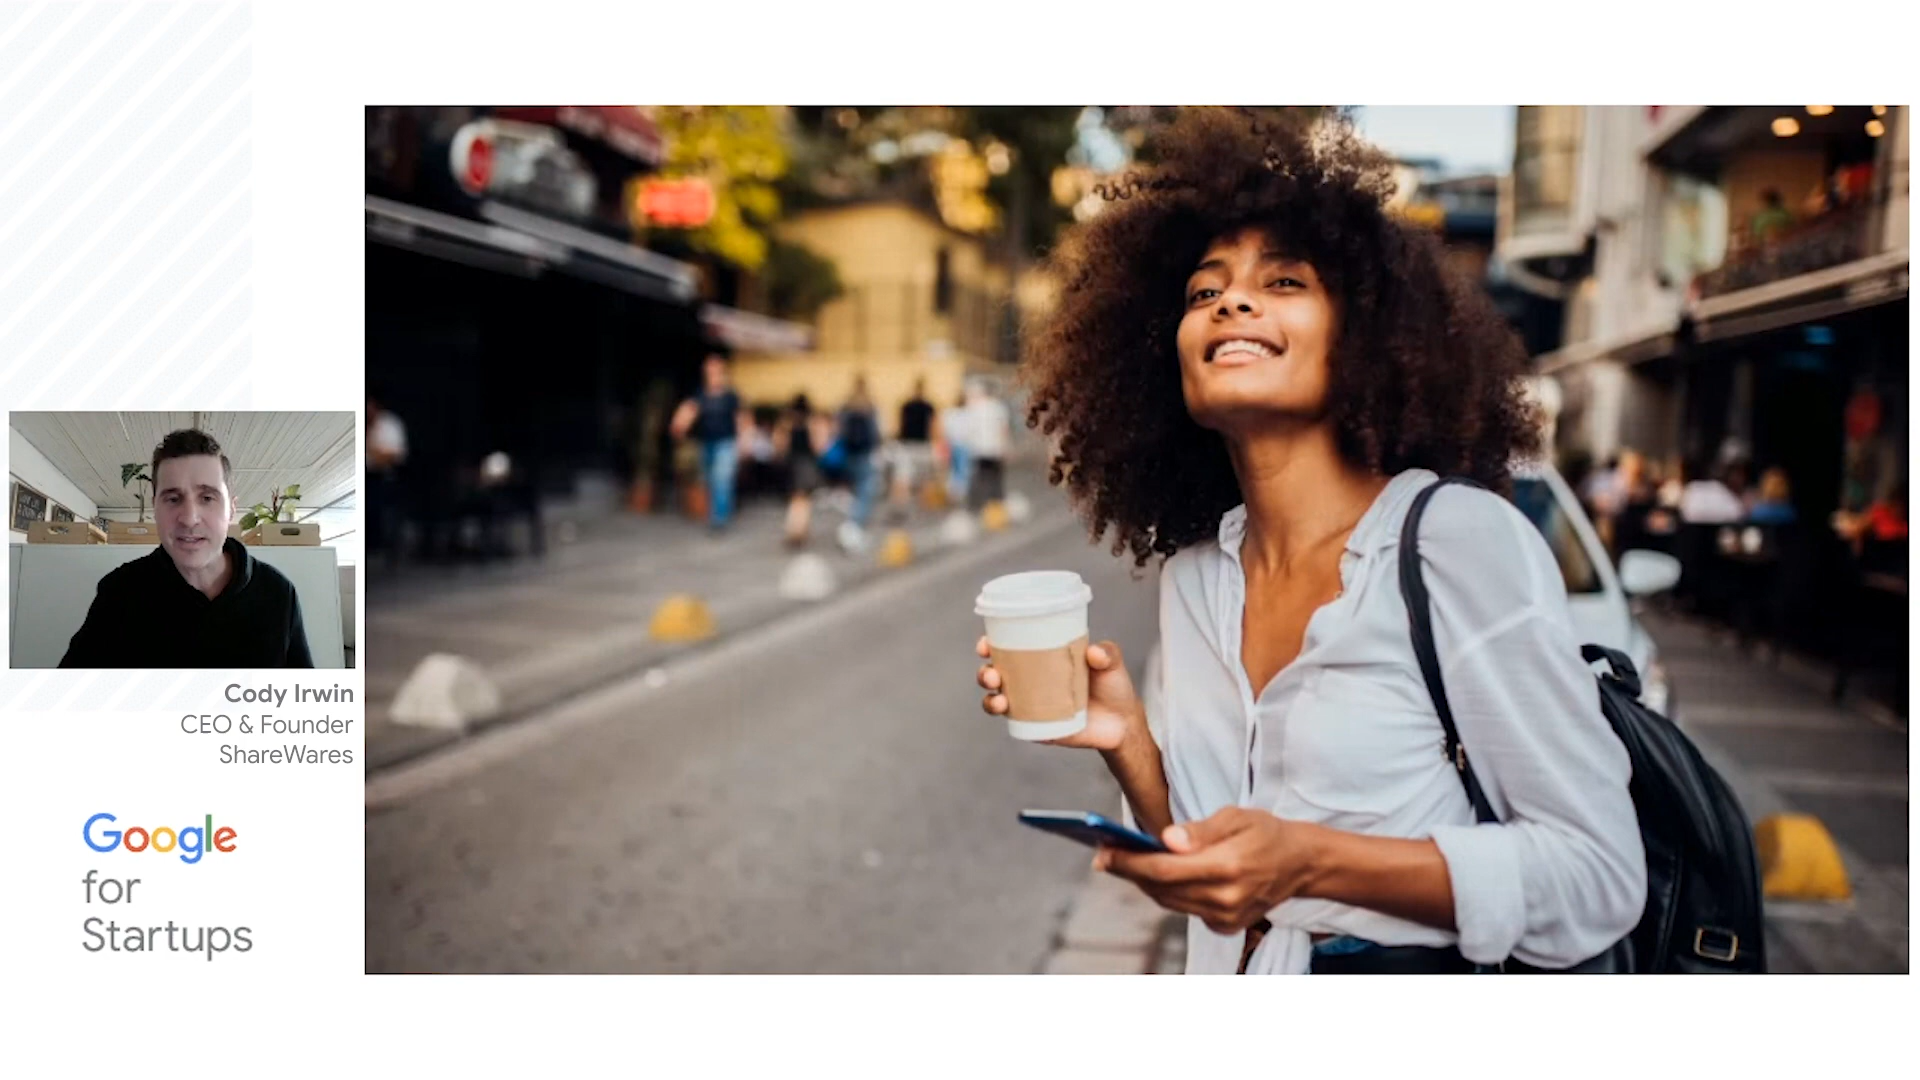 Cody Irwin
CEO & Founder
ShareWares
Google
for
Startups